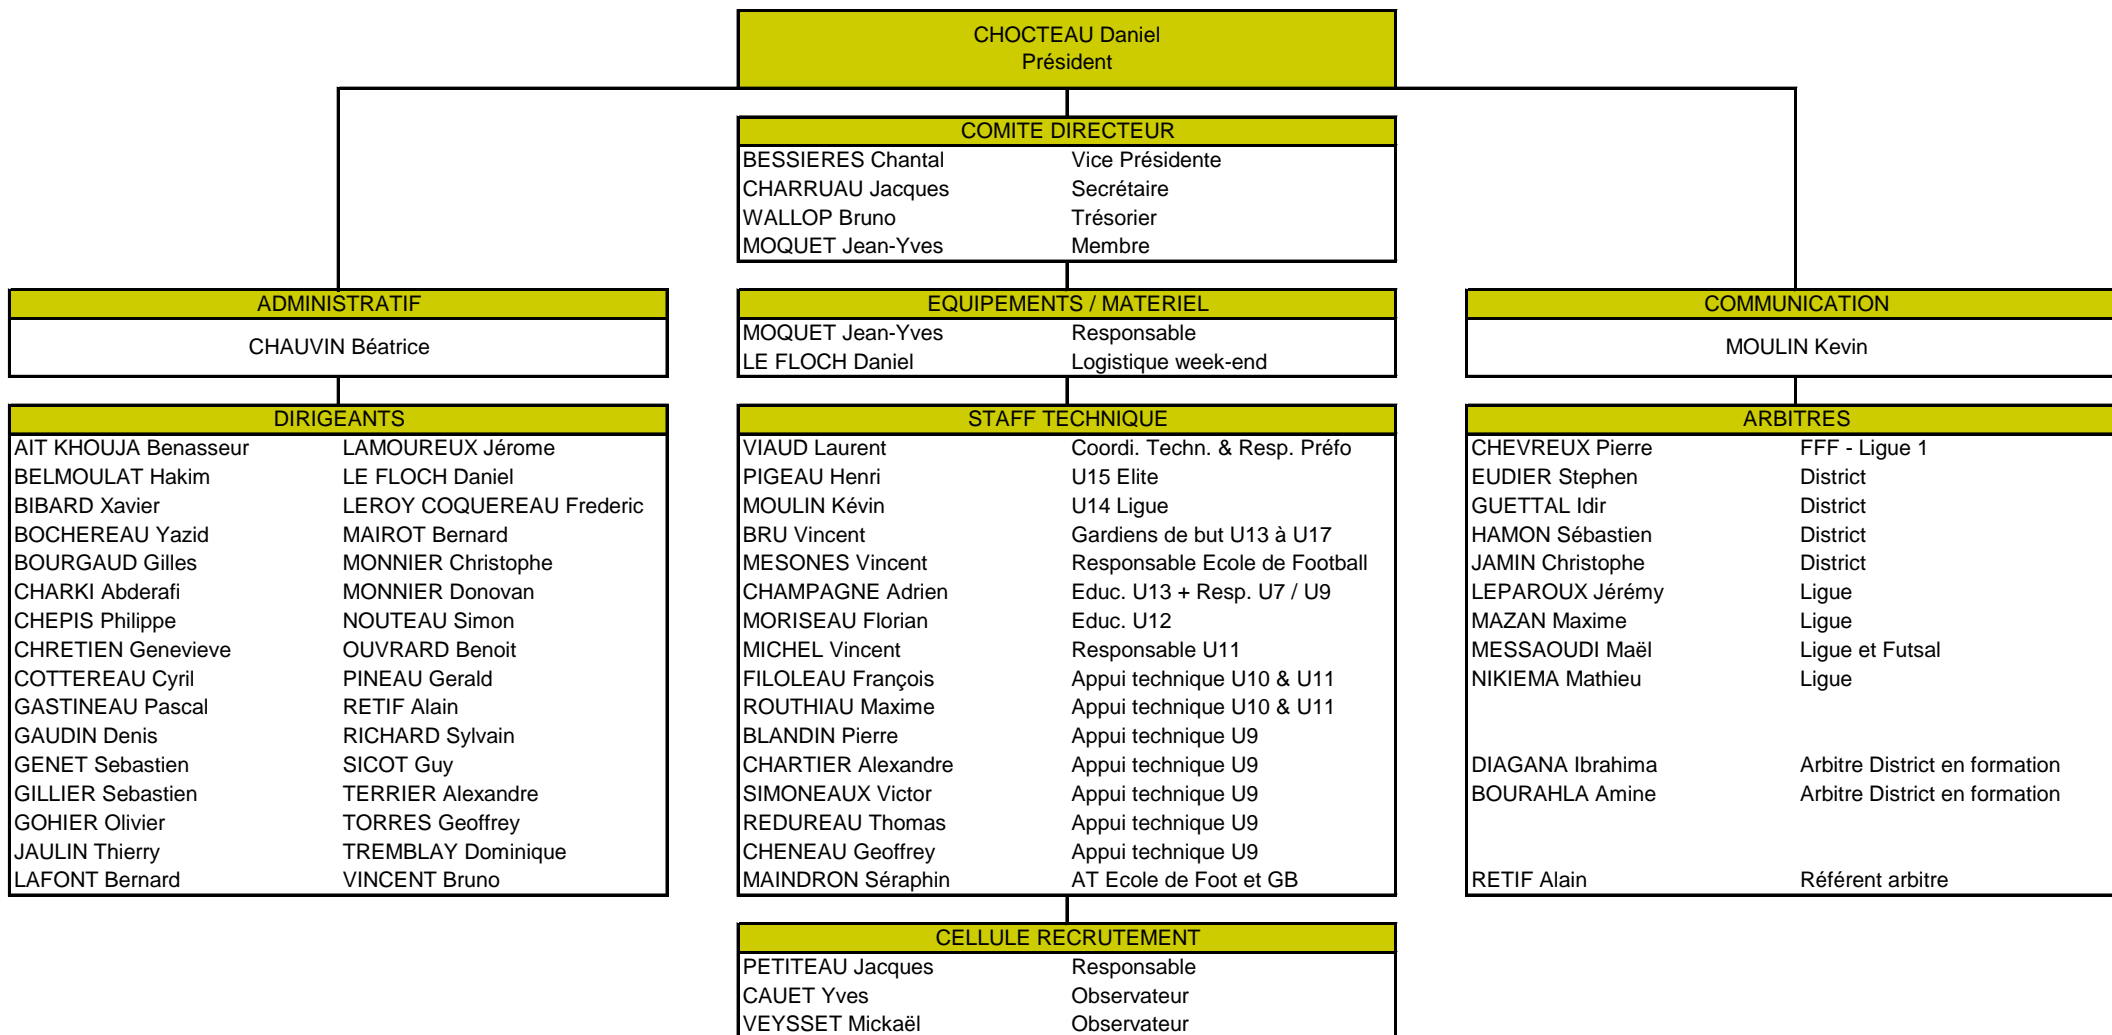 CHOCTEAU Daniel
Président
COMITE DIRECTEUR
BESSIERES Chantal Vice Présidente
CHARRUAU Jacques Secrétaire
WALLOP Bruno Trésorier
MOQUET Jean-Yves Membre
ADMINISTRATIF
CHAUVIN Béatrice
EQUIPEMENTS / MATERIEL
MOQUET Jean-Yves Responsable
LE FLOCH Daniel Logistique week-end
COMMUNICATION
MOULIN Kevin
DIRIGEANTS
AIT KHOUJA Benasseur LAMOUREUX Jérome
BELMOULAT Hakim LE FLOCH Daniel
BIBARD Xavier LEROY COQUEREAU Frederic
BOCHEREAU Yazid MAIROT Bernard
BOURGAUD Gilles MONNIER Christophe
CHARKI Abderafi MONNIER Donovan
CHEPIS Philippe NOUTEAU Simon
CHRETIEN Genevieve OUVRARD Benoit
COTTEREAU Cyril PINEAU Gerald
GASTINEAU Pascal RETIF Alain
GAUDIN Denis RICHARD Sylvain
GENET Sebastien SICOT Guy
GILLIER Sebastien TERRIER Alexandre
GOHIER Olivier TORRES Geoffrey
JAULIN Thierry TREMBLAY Dominique
LAFONT Bernard VINCENT Bruno
STAFF TECHNIQUE
VIAUD Laurent Coordi. Techn. & Resp. Préfo
PIGEAU Henri U15 Elite
MOULIN Kévin U14 Ligue
BRU Vincent Gardiens de but U13 à U17
MESONES Vincent Responsable Ecole de Football
CHAMPAGNE Adrien Educ. U13 + Resp. U7 / U9
MORISEAU Florian Educ. U12
MICHEL Vincent Responsable U11
FILOLEAU François Appui technique U10 & U11
ROUTHIAU Maxime Appui technique U10 & U11
BLANDIN Pierre Appui technique U9
CHARTIER Alexandre Appui technique U9
SIMONEAUX Victor Appui technique U9
REDUREAU Thomas Appui technique U9
CHENEAU Geoffrey Appui technique U9
MAINDRON Séraphin AT Ecole de Foot et GB
ARBITRES
CHEVREUX Pierre FFF - Ligue 1
EUDIER Stephen District
GUETTAL Idir District
HAMON Sébastien District
JAMIN Christophe District
LEPAROUX Jérémy Ligue
MAZAN Maxime Ligue
MESSAOUDI Maël Ligue et Futsal
NIKIEMA Mathieu Ligue
DIAGANA Ibrahima Arbitre District en formation
BOURAHLA Amine Arbitre District en formation
RETIF Alain Référent arbitre
CELLULE RECRUTEMENT
PETITEAU Jacques Responsable
CAUET Yves Observateur
VEYSSET Mickaël Observateur